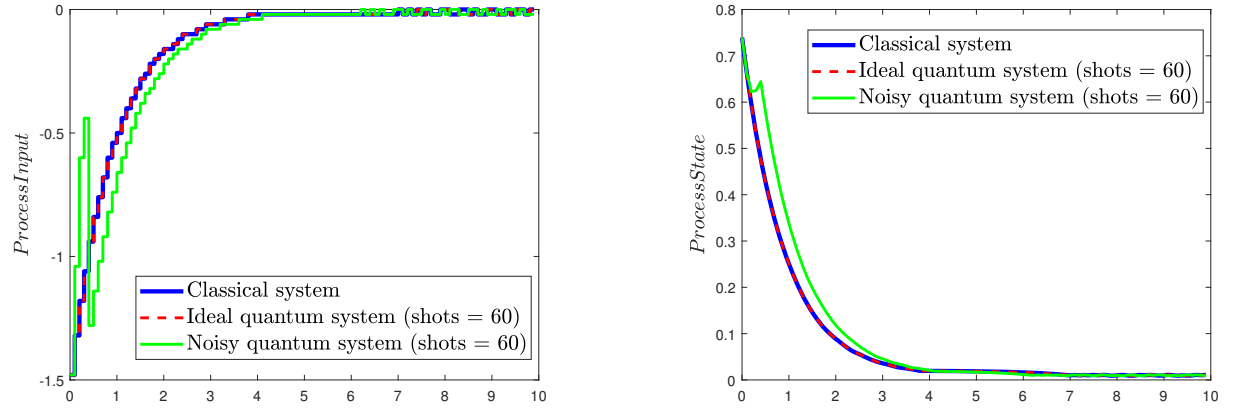 0
-0.5
-1
-1.5
ProcessInput
0 1 2 3 4 5 6 7 8 9 10
Classical system
Ideal quantum system (shots = 60)
Noisy quantum system (shots = 60)
0.8
0.7
0.6
0.5
0.4
0.3
0.2
0.1
0
ProcessState
0 1 2 3 4 5 6 7 8 9 10
Classical system
Ideal quantum system (shots = 60)
Noisy quantum system (shots = 60)